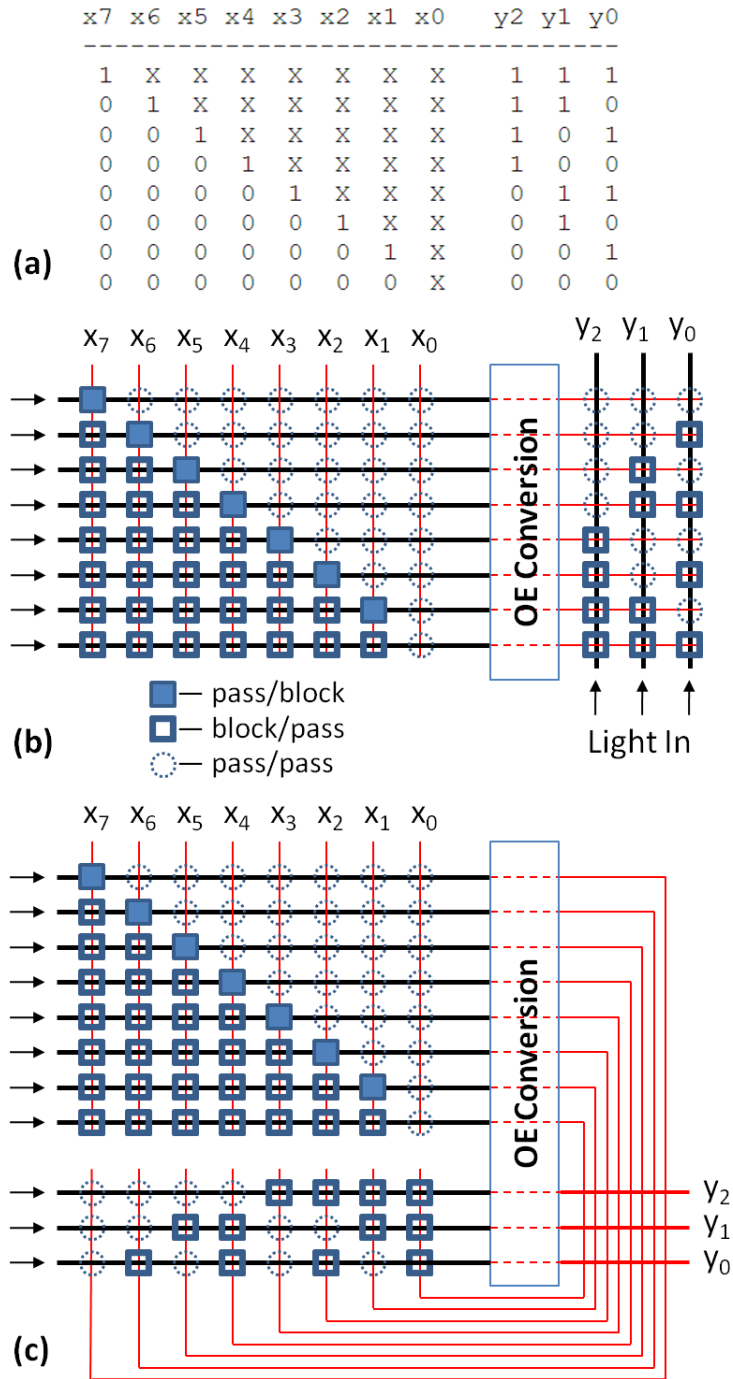 x7 x6 x5 x4 x3 x2 x1 x0 y2 y1 y0
--------------------------------------------
1 X X X X X X X 1 1 1
0 1 X X X X X X 1 1 0
0 0 1 X X X X X 1 0 1
0 0 0 1 X X X X 1 0 0
0 0 0 0 1 X X X 0 1 1
0 0 0 0 0 1 X X 0 1 0
0 0 0 0 0 0 1 X 0 0 1
0 0 0 0 0 0 0 X 0 0 0
(a)
X₇ X₆ X₅ X₄ X₃ X₂ X₁ X₀ y₂ y₁ y₀
OE Conversion
pass/block
block/pass
pass/pass
Light In
(b)
X₇ X₆ X₅ X₄ X₃ X₂ X₁ X₀
OE Conversion
y₂
y₁
y₀
(c)